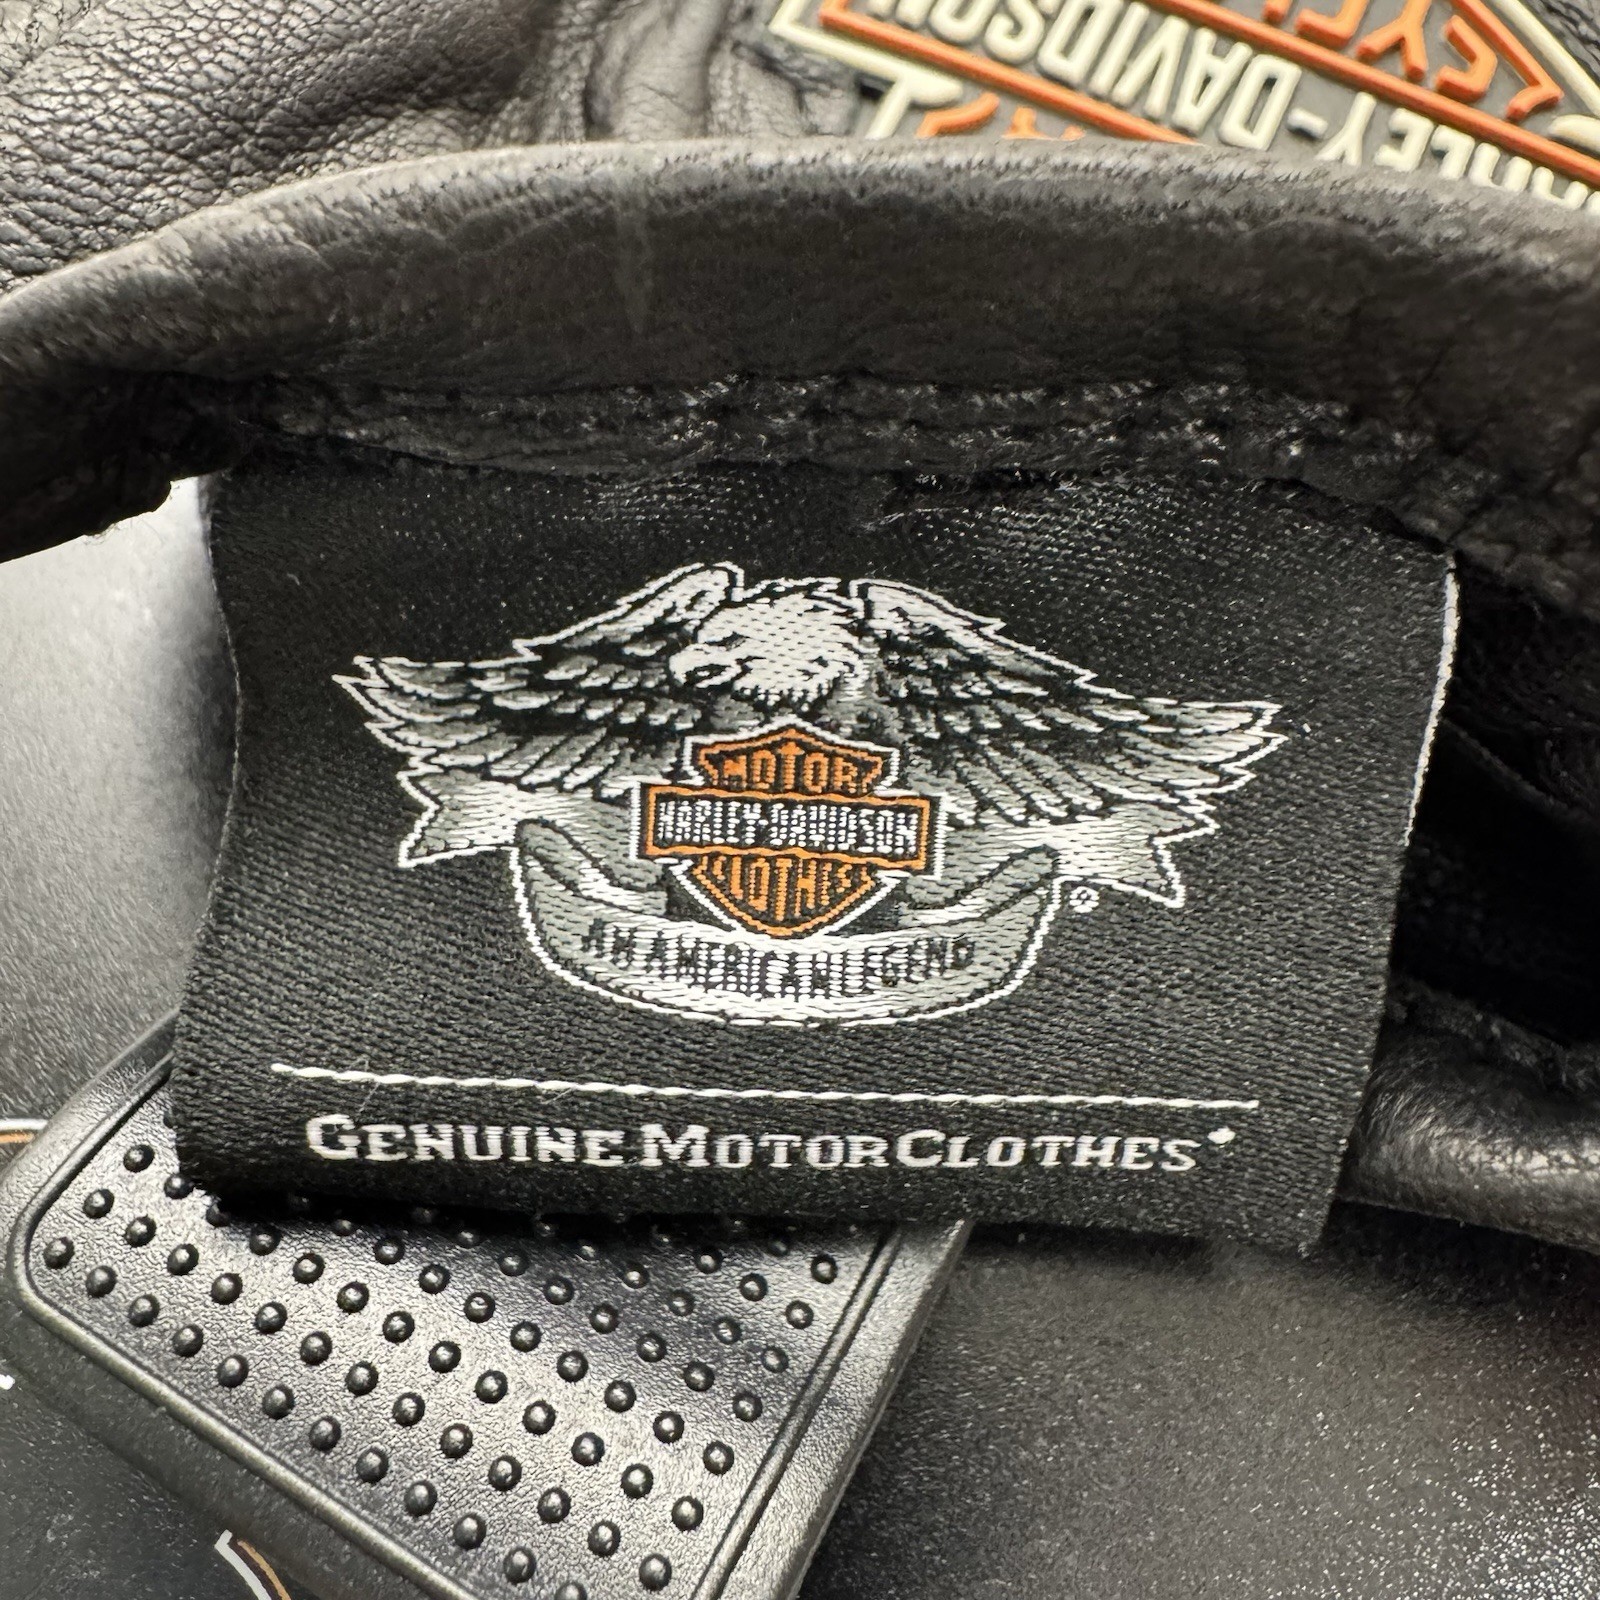 HARLEY-DAVIDSON
MOTOR
HARLEY-DAVIDSON
CLOTHES
AN AMERICAN LEGEND
®
GENUINE MOTORCLOTHES